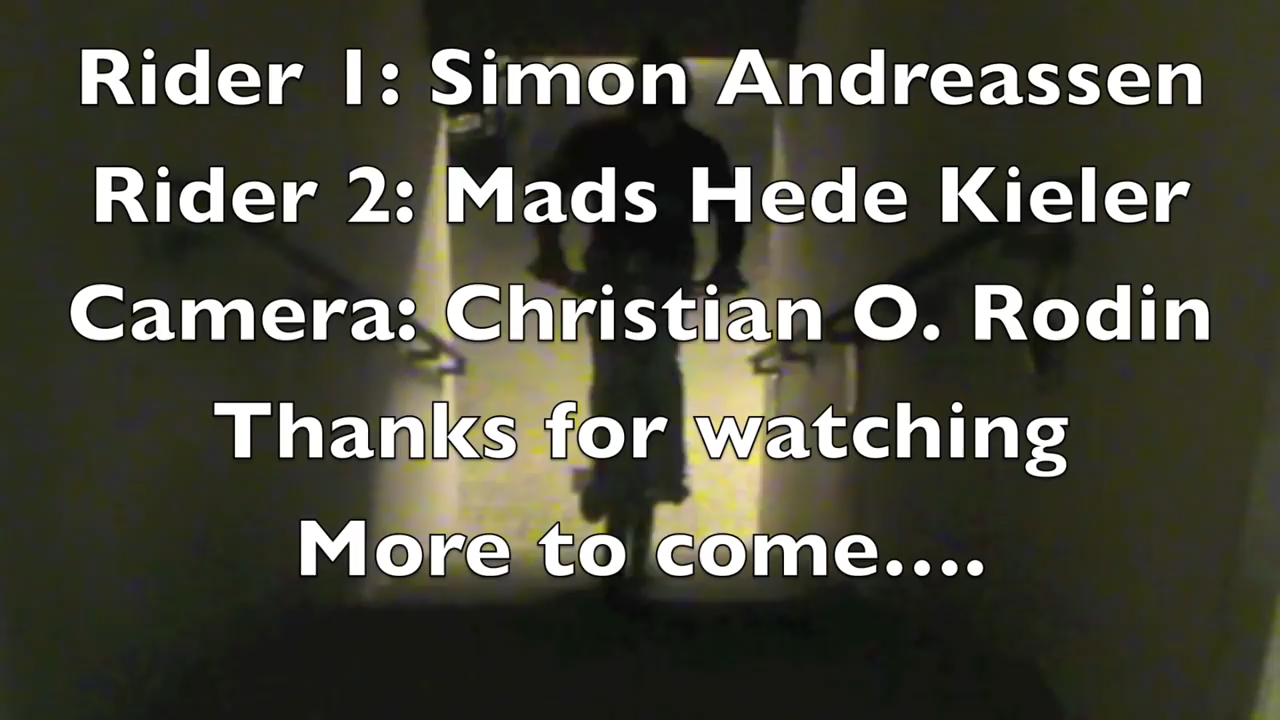 Rider 1: Simon Andreassen
Rider 2: Mads Hede Kieler
Camera: Christian O. Rodin
Thanks for watching
More to come....